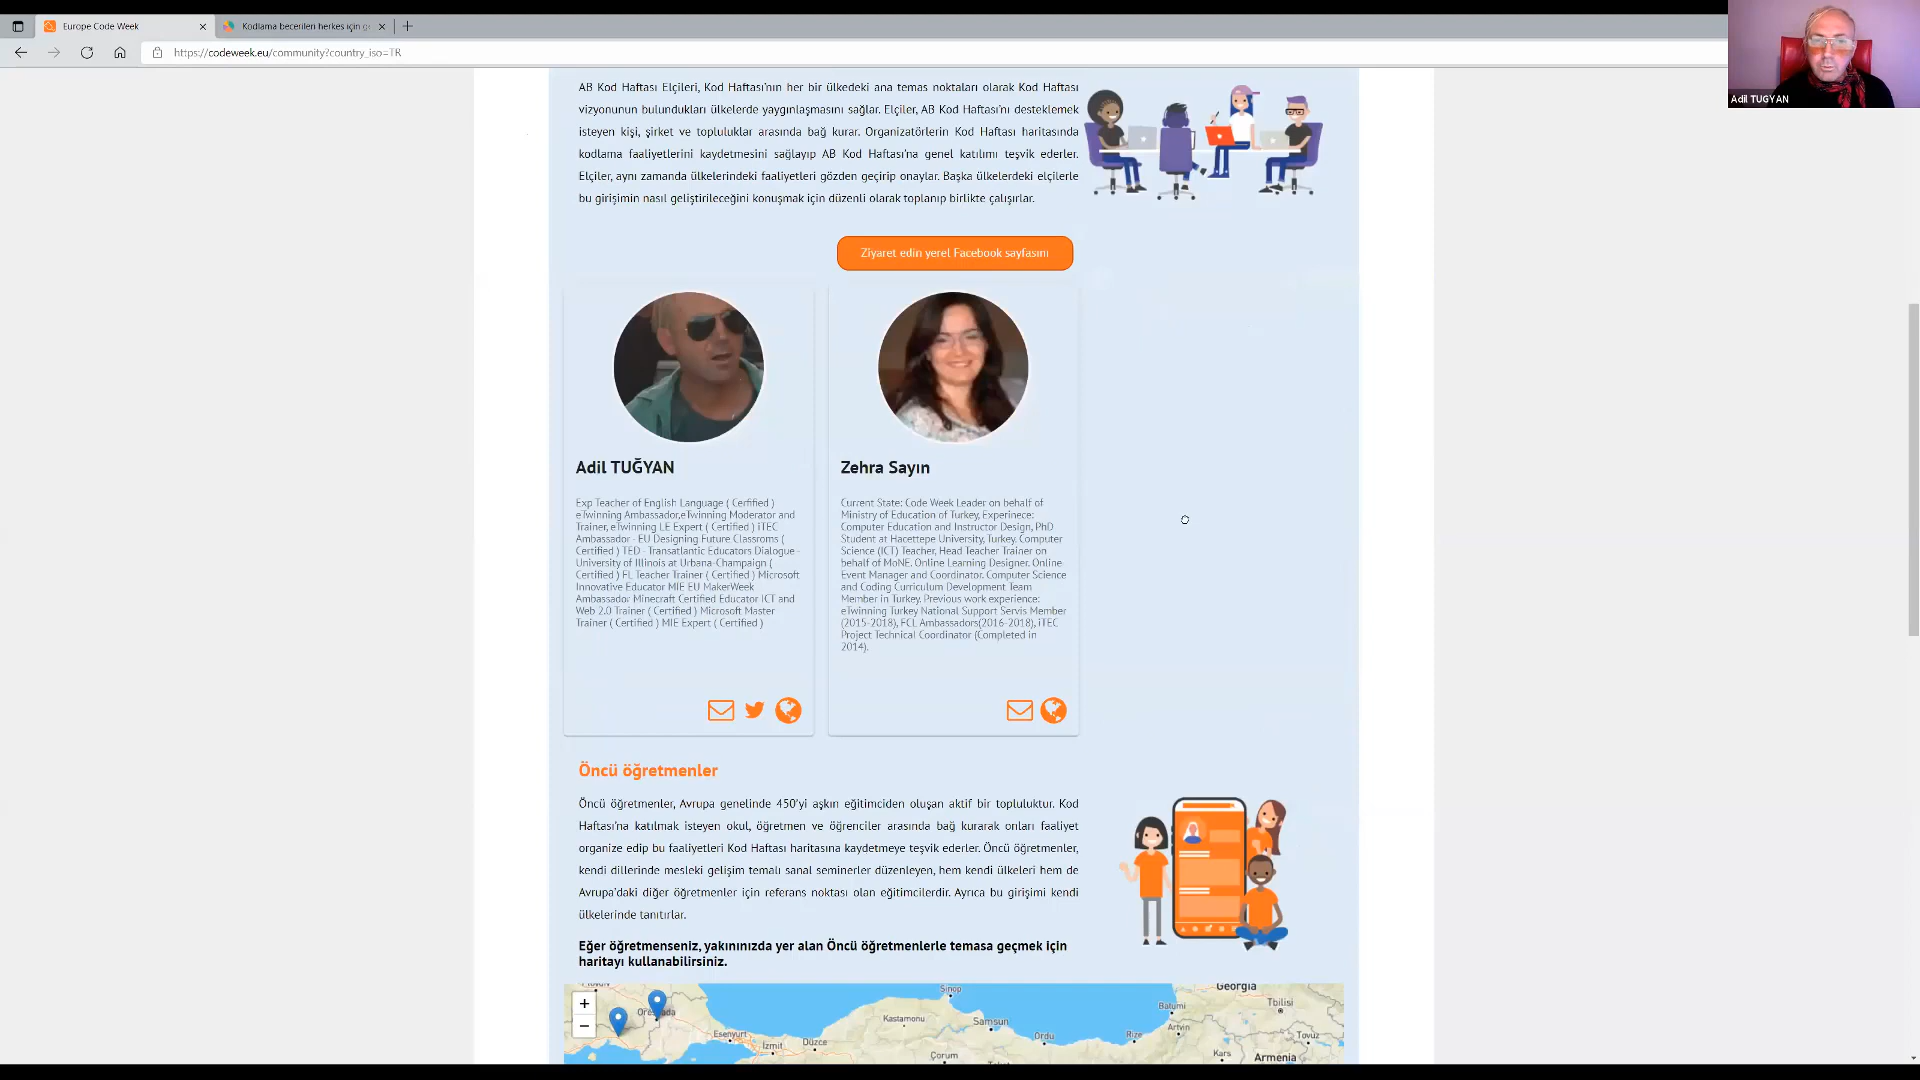 Europe Code Week
Kodlama becerileri herkes için ge
https://codeweek.eu/community?country_iso=TR
Adil TUGYAN
AB Kod Haftası Elçileri, Kod Haftası'nın her bir ülkedeki ana temas noktaları olarak Kod Haftası
vizyonunun bulundukları ülkelerde yaygınlaşmasını sağlar. Elçiler, AB Kod Haftası'nı desteklemek
isteyen kişi, şirket ve topluluklar arasında bağ kurar. Organizatörlerin Kod Haftası haritasında
kodlama faaliyetlerini kaydetmesini sağlayıp AB Kod Haftası'na genel katılımı teşvik ederler.
Elçiler, aynı zamanda ülkelerindeki faaliyetleri gözden geçirip onaylar. Başka ülkelerdeki elçilerle
bu girişimin nasıl geliştirileceğini konuşmak için düzenli olarak toplanıp birlikte çalışırlar.
Ziyaret edin yerel Facebook sayfasını
Adil TUĞYAN
Exp Teacher of English Language ( Cerfified )
eTwinning Ambassador,eTwinning Moderator and
Trainer, eTwinning LE Expert ( Certified ) iTEC
Ambassador - EU Designing Future Classroms (
Certified ) TED - Transatlantic Educators Dialogue -
University of Illinois at Urbana-Champaign (
Certified ) FL Teacher Trainer ( Certified ) Microsoft
Innovative Educator MIE EU MakerWeek
Ambassador Minecraft Certified Educator ICT and
Web 2.0 Trainer ( Certified ) Microsoft Master
Trainer ( Certified ) MIE Expert ( Certified )
Zehra Sayın
Current State: Code Week Leader on behalf of
Ministry of Education of Turkey, Experinece:
Computer Education and Instructor Design, PhD
Student at Hacettepe University, Turkey. Computer
Science (ICT) Teacher, Head Teacher Trainer on
behalf of MoNE. Online Learning Designer. Online
Event Manager and Coordinator. Computer Science
and Coding Curriculum Development Team
Member in Turkey. Previous work experience:
eTwinning Turkey National Support Servis Member
(2015-2018), FCL Ambassadors(2016-2018), iTEC
Project Technical Coordinator (Completed in
2014).
Öncü öğretmenler
Öncü öğretmenler, Avrupa genelinde 450'yi aşkın eğitimciden oluşan aktif bir topluluktur. Kod
Haftası'na katılmak isteyen okul, öğretmen ve öğrenciler arasında bağ kurarak onları faaliyet
organize edip bu faaliyetleri Kod Haftası haritasına kaydetmeye teşvik ederler. Öncü öğretmenler,
kendi dillerinde mesleki gelişim temalı sanal seminerler düzenleyen, hem kendi ülkeleri hem de
Avrupa'daki diğer öğretmenler için referans noktası olan eğitimcilerdir. Ayrıca bu girişimi kendi
ülkelerinde tanıtırlar.
Eğer öğretmenseniz, yakınınızda yer alan Öncü öğretmenlerle temasa geçmek için
haritayı kullanabilirsiniz.
+
−
Sinop
Georgia
Tbilisi
Batumi
Esenyurt
Kastamonu
Samsun
Ordu
Rize
Artvin
Tovuz
İzmit
Düzce
Çorum
Kars
Armenia